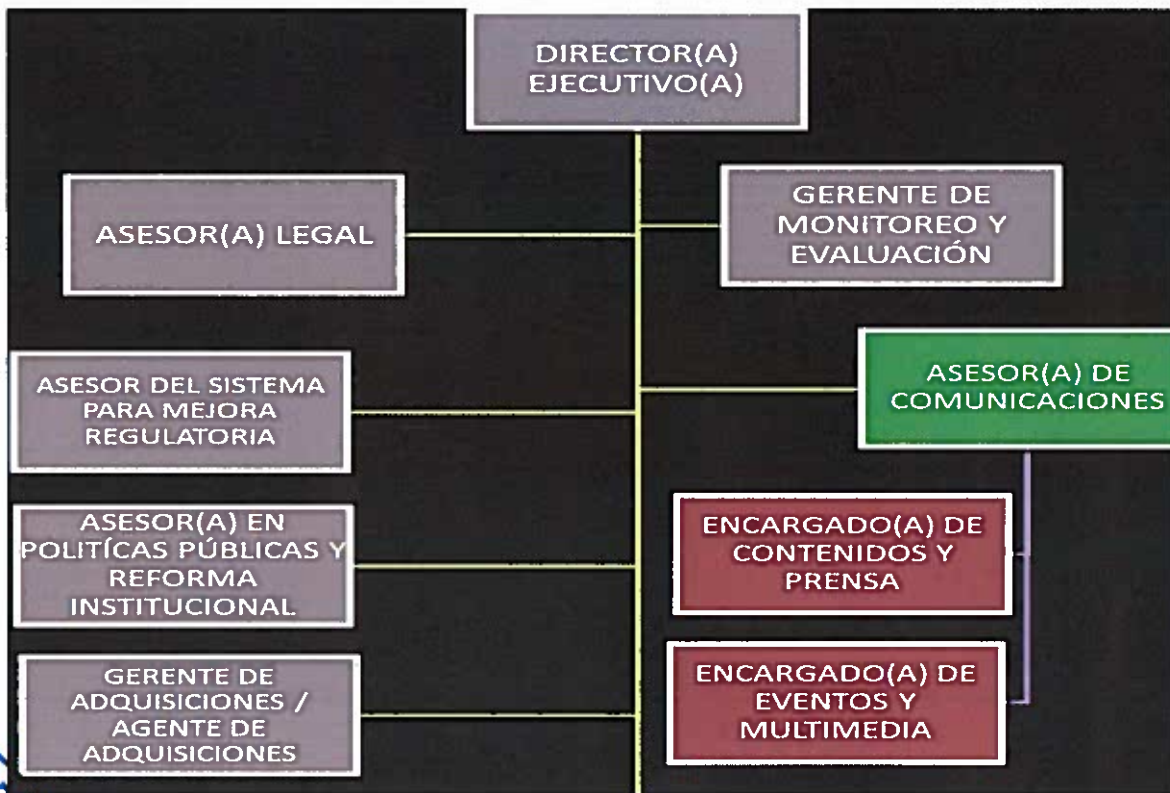 DIRECTOR(A)
EJECUTIVO(A)
ASESOR(A) LEGAL
GERENTE DE
MONITOREO Y
EVALUACIÓN
ASESOR DEL SISTEMA
PARA MEJORA
REGULATORIA
ASESOR(A) DE
COMUNICACIONES
ASESOR(A) EN
POLITÍCAS PÚBLICAS Y
REFORMA
INSTITUCIONAL
ENCARGADO(A) DE
CONTENIDOS Y
PRENSA
GERENTE DE
ADQUISICIONES /
AGENTE DE
ADQUISICIONES
ENCARGADO(A) DE
EVENTOS Y
MULTIMEDIA